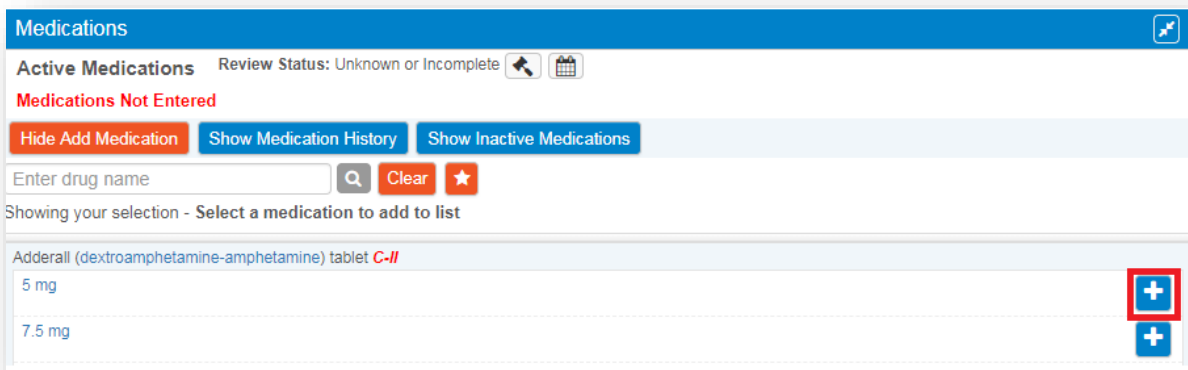 Medications
Active Medications Review Status: Unknown or Incomplete
Medications Not Entered
Hide Add Medication Show Medication History Show Inactive Medications
Enter drug name Clear
Showing your selection - Select a medication to add to list
Adderall (dextroamphetamine-amphetamine) tablet C-II
5 mg
7.5 mg